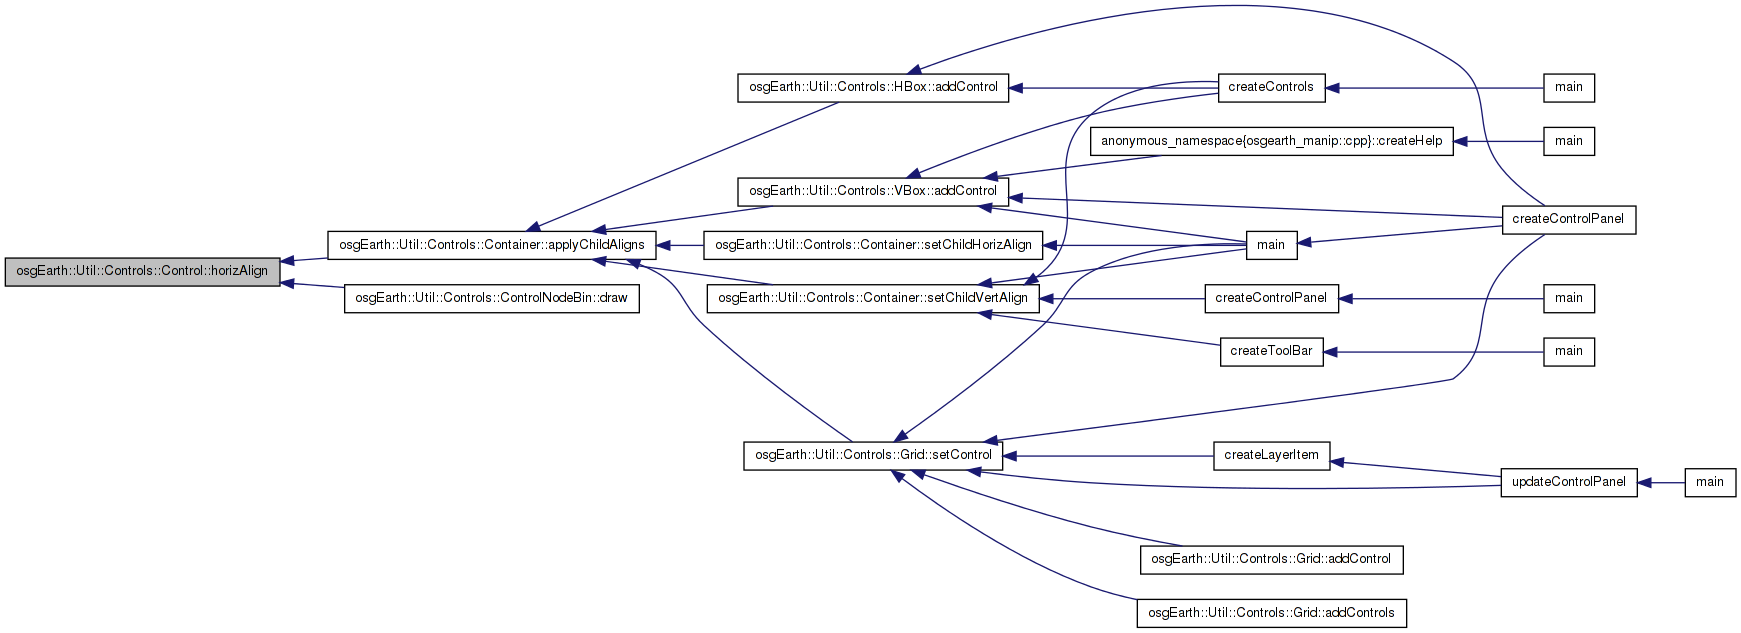 osgEarth::Util::Controls::HBox::addControl
createControls
main
anonymous_namespace{osgearth_manip::cpp}::createHelp
main
osgEarth::Util::Controls::VBox::addControl
createControlPanel
osgEarth::Util::Controls::Container::applyChildAligns
osgEarth::Util::Controls::Container::setChildHorizAlign
main
osgEarth::Util::Controls::Control::horizAlign
osgEarth::Util::Controls::ControlNodeBin::draw
osgEarth::Util::Controls::Container::setChildVertAlign
createControlPanel
main
createToolBar
main
osgEarth::Util::Controls::Grid::setControl
createLayerItem
updateControlPanel
main
osgEarth::Util::Controls::Grid::addControl
osgEarth::Util::Controls::Grid::addControls